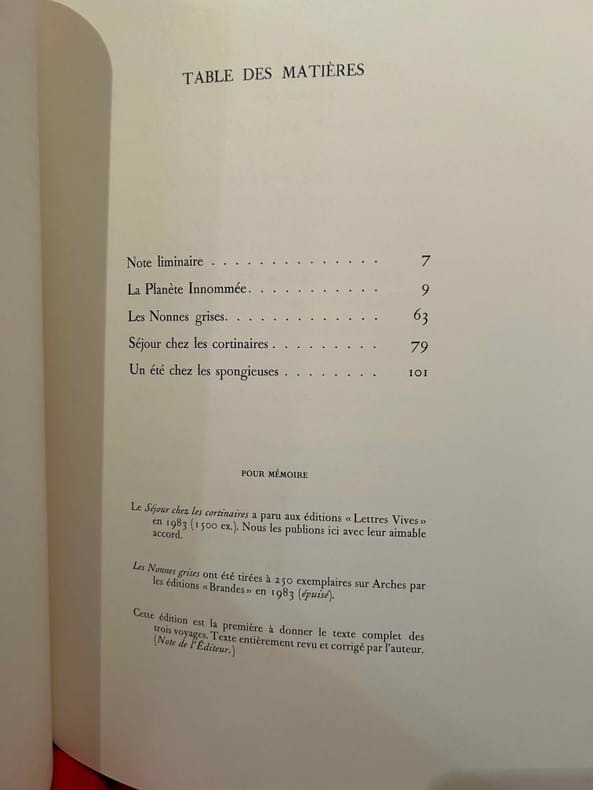 TABLE DES MATIÈRES
Note liminaire . . . . . . . . . . . . . . 7
La Planète Innommée. . . . . . . . . . . 9
Les Nonnes grises. . . . . . . . . . . . . 63
Séjour chez les cortinaires . . . . . . . . . 79
Un été chez les spongieuses . . . . . . . . 101
POUR MÉMOIRE
Le Séjour chez les cortinaires a paru aux éditions « Lettres Vives »
en 1983 (1 500 ex.). Nous les publions ici avec leur aimable
accord.
Les Nonnes grises ont été tirées à 250 exemplaires sur Arches par
les éditions « Brandes » en 1983 (épuisé).
Cette édition est la première à donner le texte complet des
trois voyages. Texte entièrement revu et corrigé par l'auteur.
(Note de l'Éditeur.)